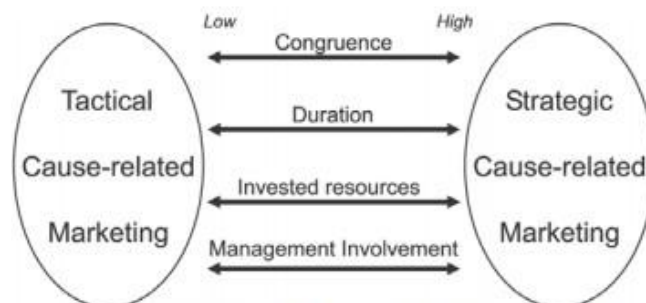 Low
High
Congruence
Tactical
Cause-related
Marketing
Duration
Invested resources
Management Involvement
Strategic
Cause-related
Marketing